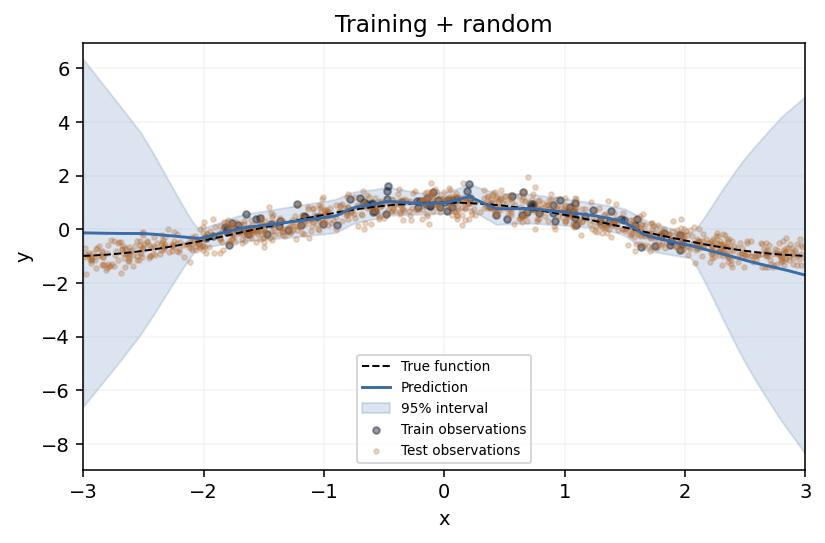 Training + random
6
4
2
0
−2
−4
−6
−8
y
True function
Prediction
95% interval
Train observations
Test observations
−3
−2
−1
0
1
2
3
x